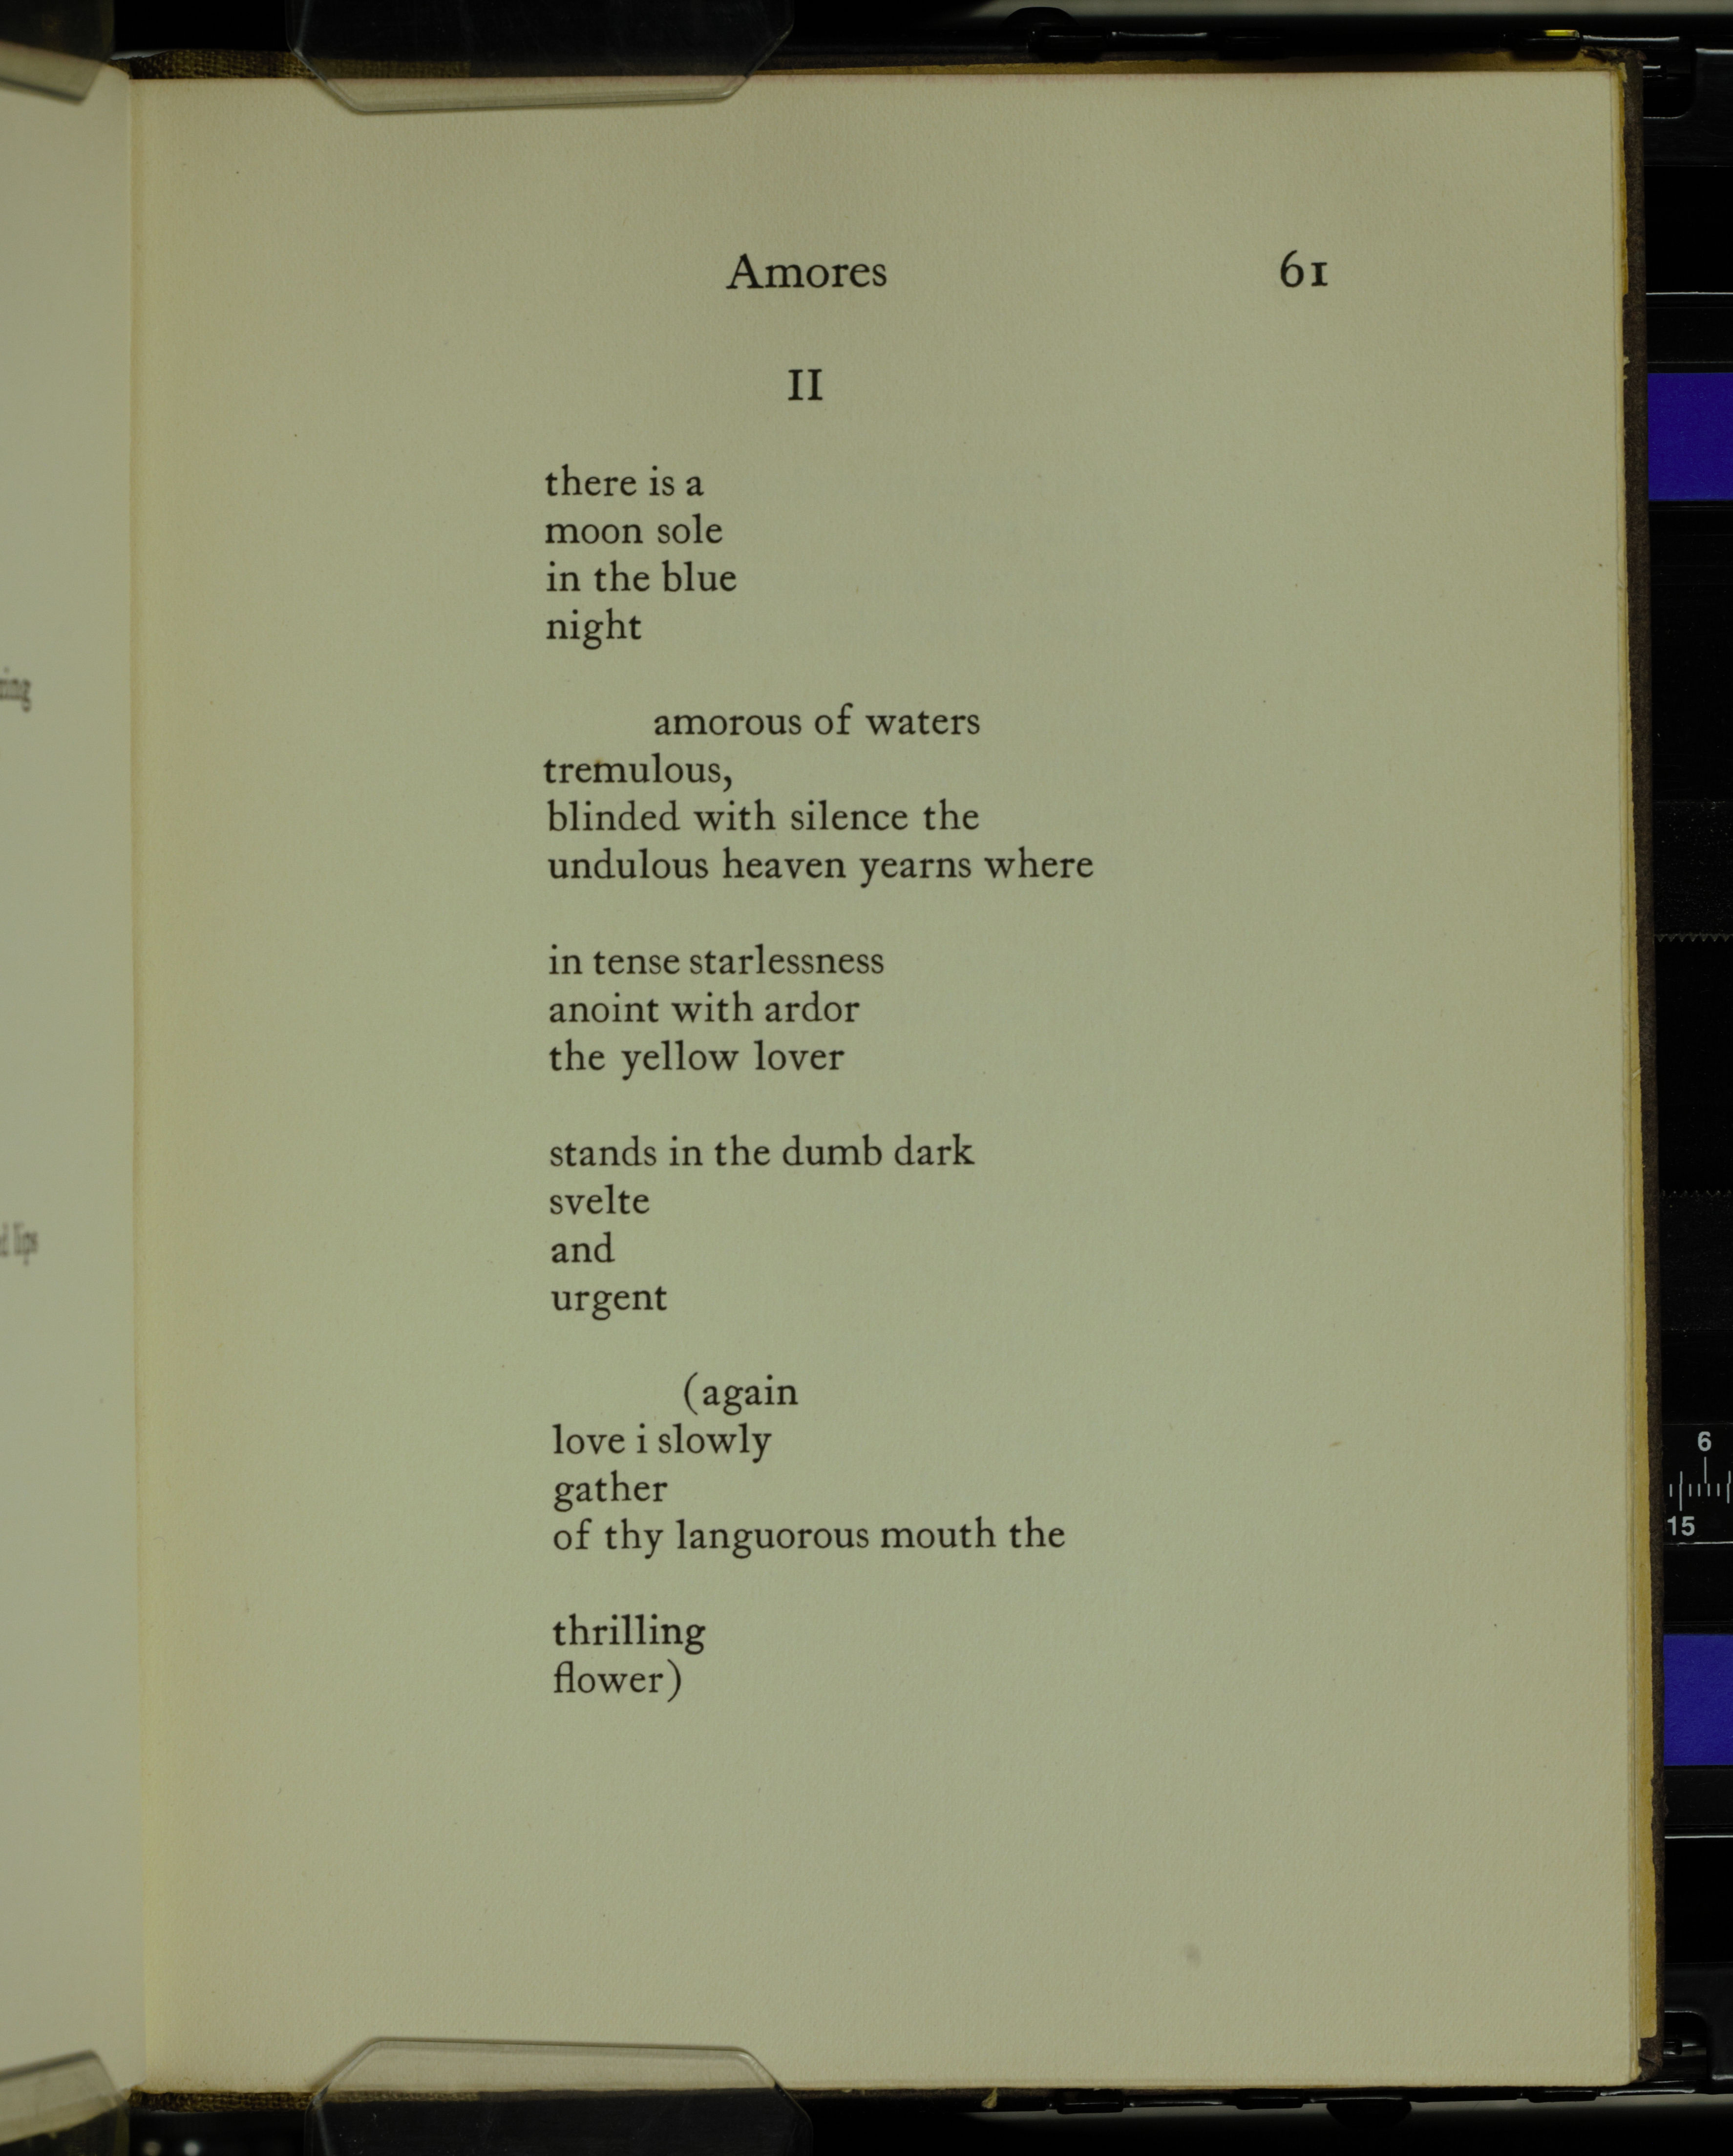 Amores 61
II
there is a
moon sole
in the blue
night
amorous of waters
tremulous,
blinded with silence the
undulous heaven yearns where
in tense starlessness
anoint with ardor
the yellow lover
stands in the dumb dark
svelte
and
urgent
(again
love i slowly
gather
of thy languorous mouth the
thrilling
flower)
lips
6
15